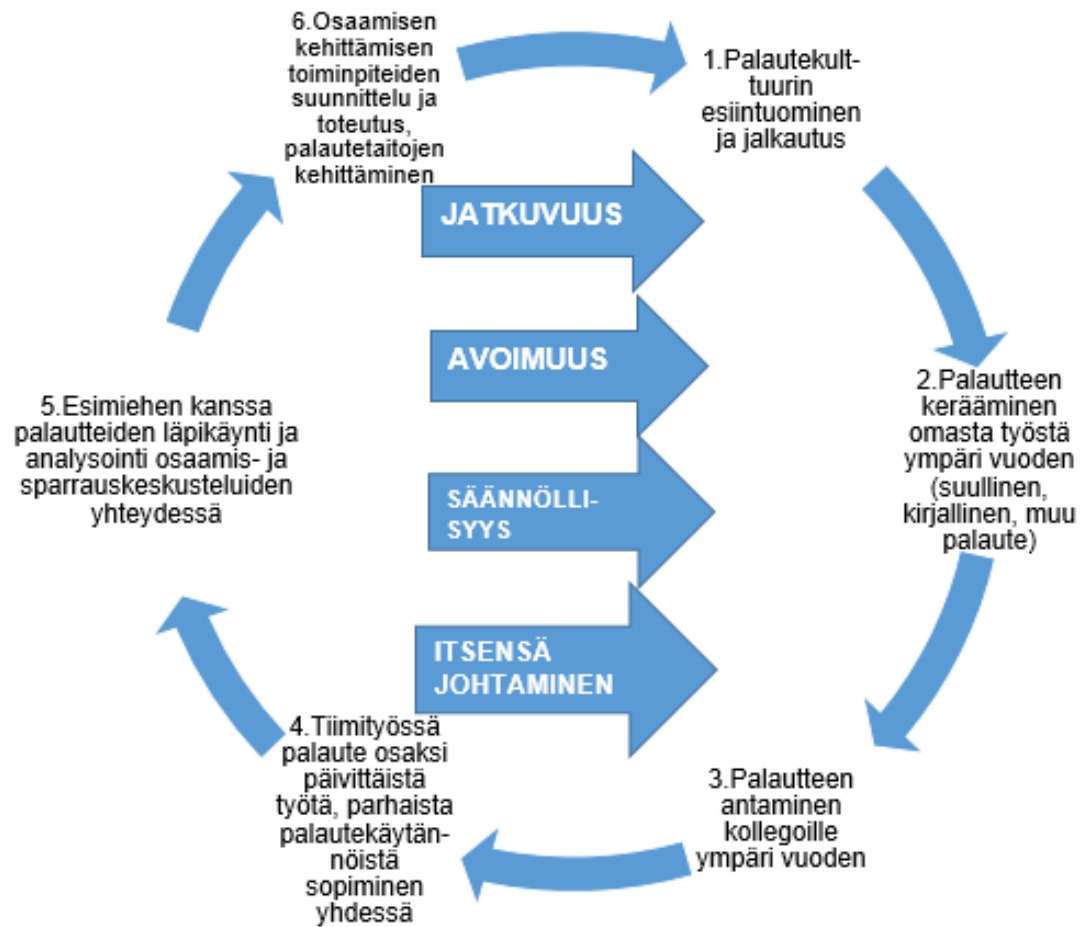 6.Osaamisen
kehittämisen
toiminpiteiden
suunnittelu ja
toteutus,
palautetaitojen
kehittäminen
1.Palautekult-
tuurin
esiintuominen
ja jalkautus
JATKUVUUS
AVOIMUUS
SÄÄNNÖLLI-
SYYS
ITSENSÄ
JOHTAMINEN
2.Palautteen
kerääminen
omasta työstä
ympäri vuoden
(suullinen,
kirjallinen, muu
palaute)
3.Palautteen
antaminen
kollegoille
ympäri vuoden
4.Tiimityössä
palaute osaksi
päivittäistä
työtä, parhaista
palautekäytän-
nöistä
sopiminen
yhdessä
5.Esimiehen kanssa
palautteiden läpikäynti ja
analysointi osaamis- ja
sparrauskeskusteluiden
yhteydessä